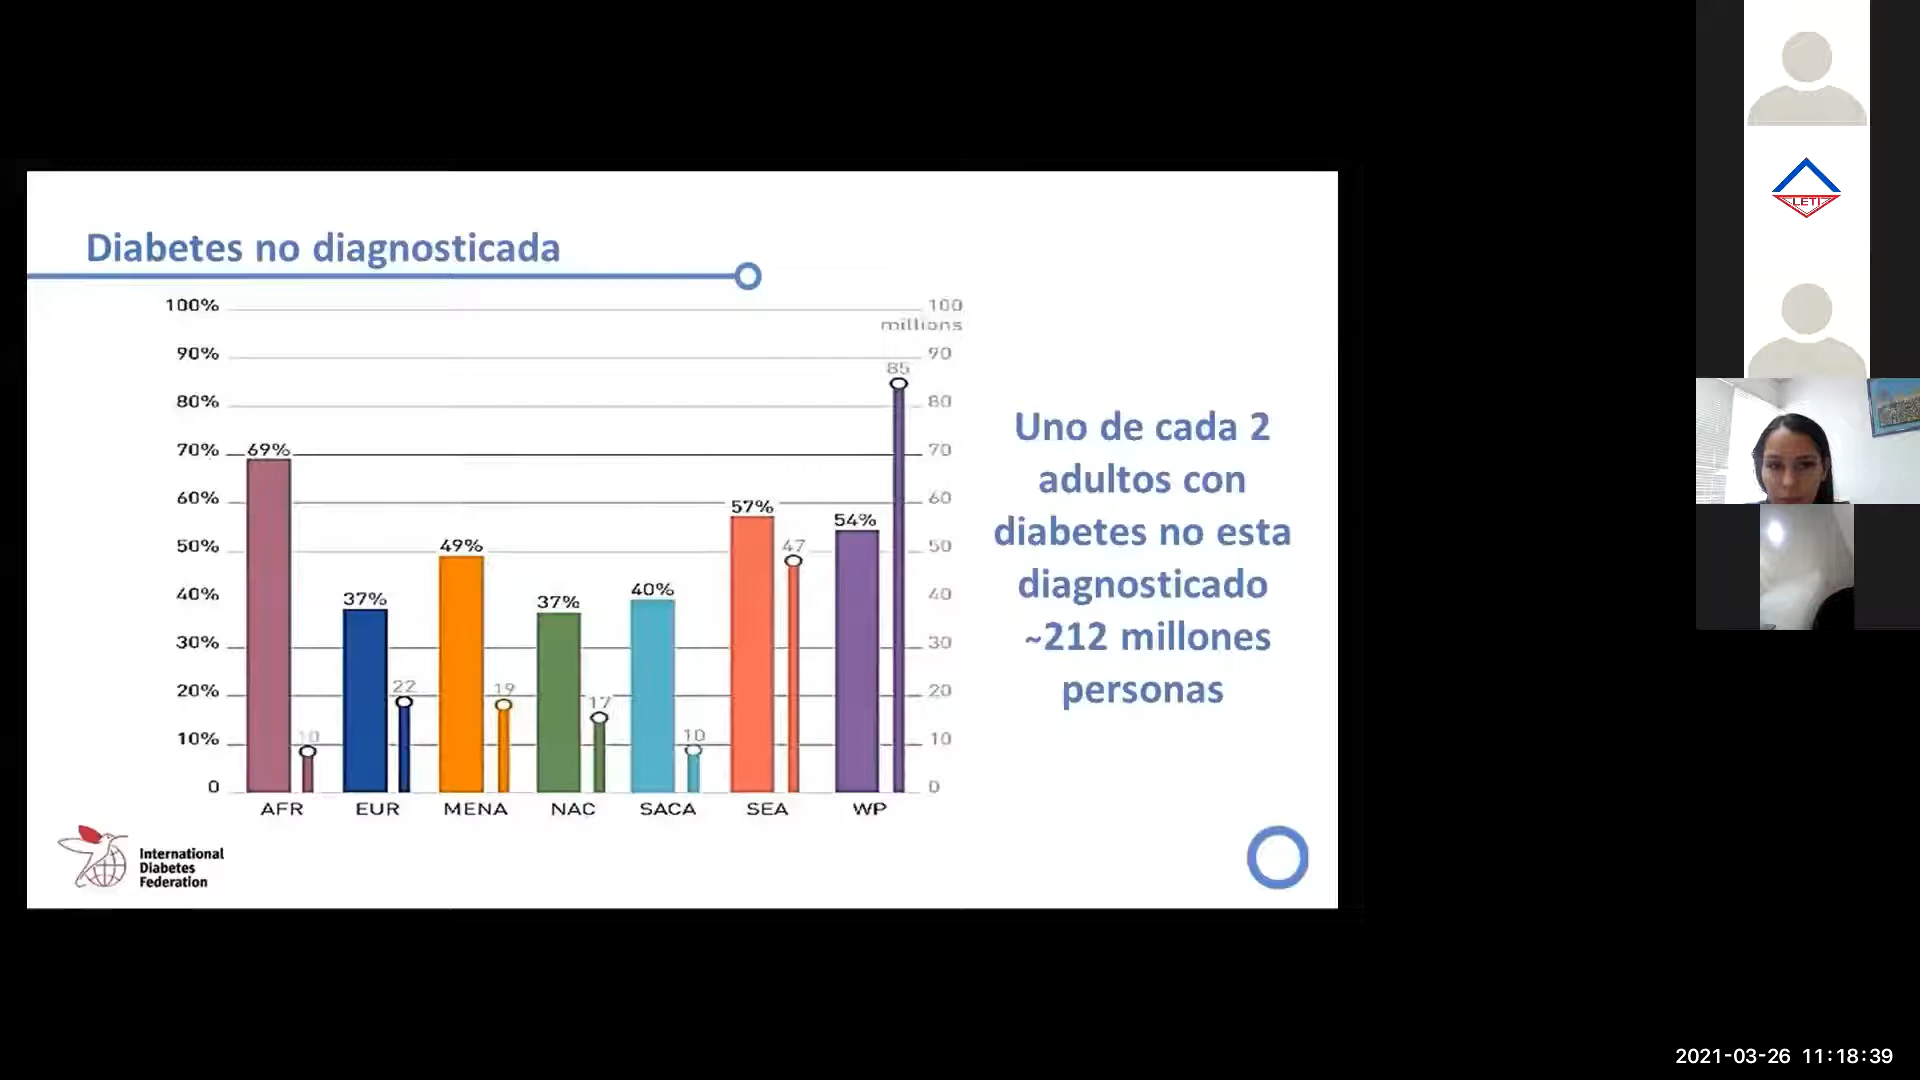 Diabetes no diagnosticada
100%
90%
80%
70%
60%
50%
40%
30%
20%
10%
0
100
millions
90
80
70
60
50
40
30
20
10
0
69%
10
37%
22
49%
19
37%
17
40%
10
57%
47
54%
85
AFR
EUR
MENA
NAC
SACA
SEA
WP
Uno de cada 2
adultos con
diabetes no esta
diagnosticado
~212 millones
personas
International
Diabetes
Federation
LETI
2021-03-26 11:18:39